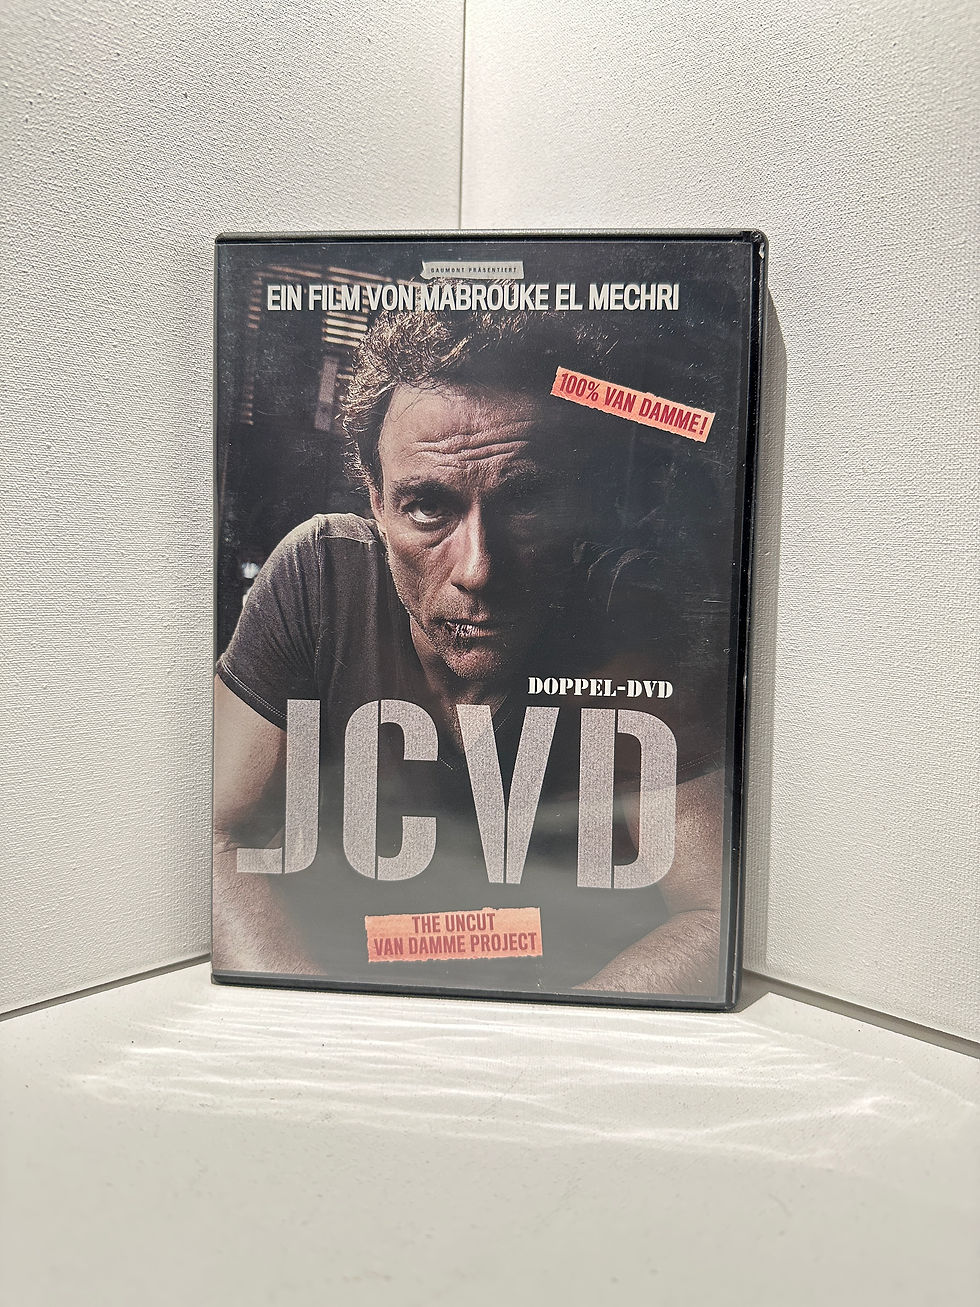 GAUMONT PRÄSENTIERT
EIN FILM VON MABROUKE EL MECHRI
100% VAN DAMME!
DOPPEL-DVD
JCVD
THE UNCUT
VAN DAMME PROJECT